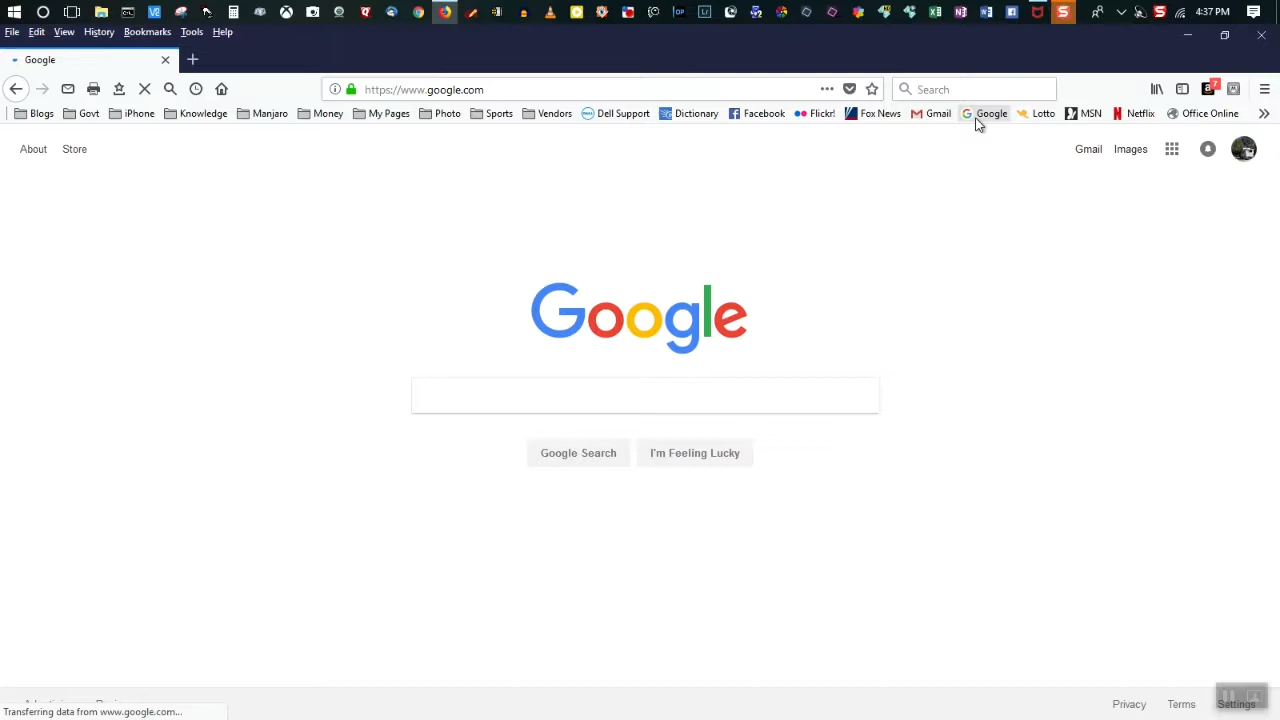 4:37 PM
File Edit View History Bookmarks Tools Help
Google
https://www.google.com
Search
7
Blogs Govt iPhone Knowledge Manjaro Money My Pages Photo Sports Vendors Dell Support Dictionary Facebook Flickr! Fox News Gmail Google Lotto MSN Netflix Office Online
About Store
Gmail Images
Google
Google Search I'm Feeling Lucky
Privacy Terms Settings
Transferring data from www.google.com...